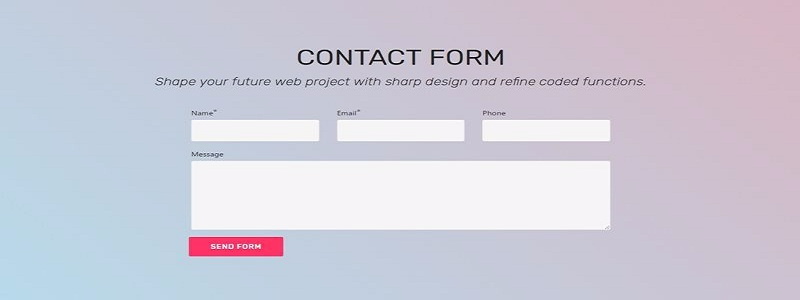 CONTACT FORM
Shape your future web project with sharp design and refine coded functions.
Name* Email* Phone
Message
SEND FORM